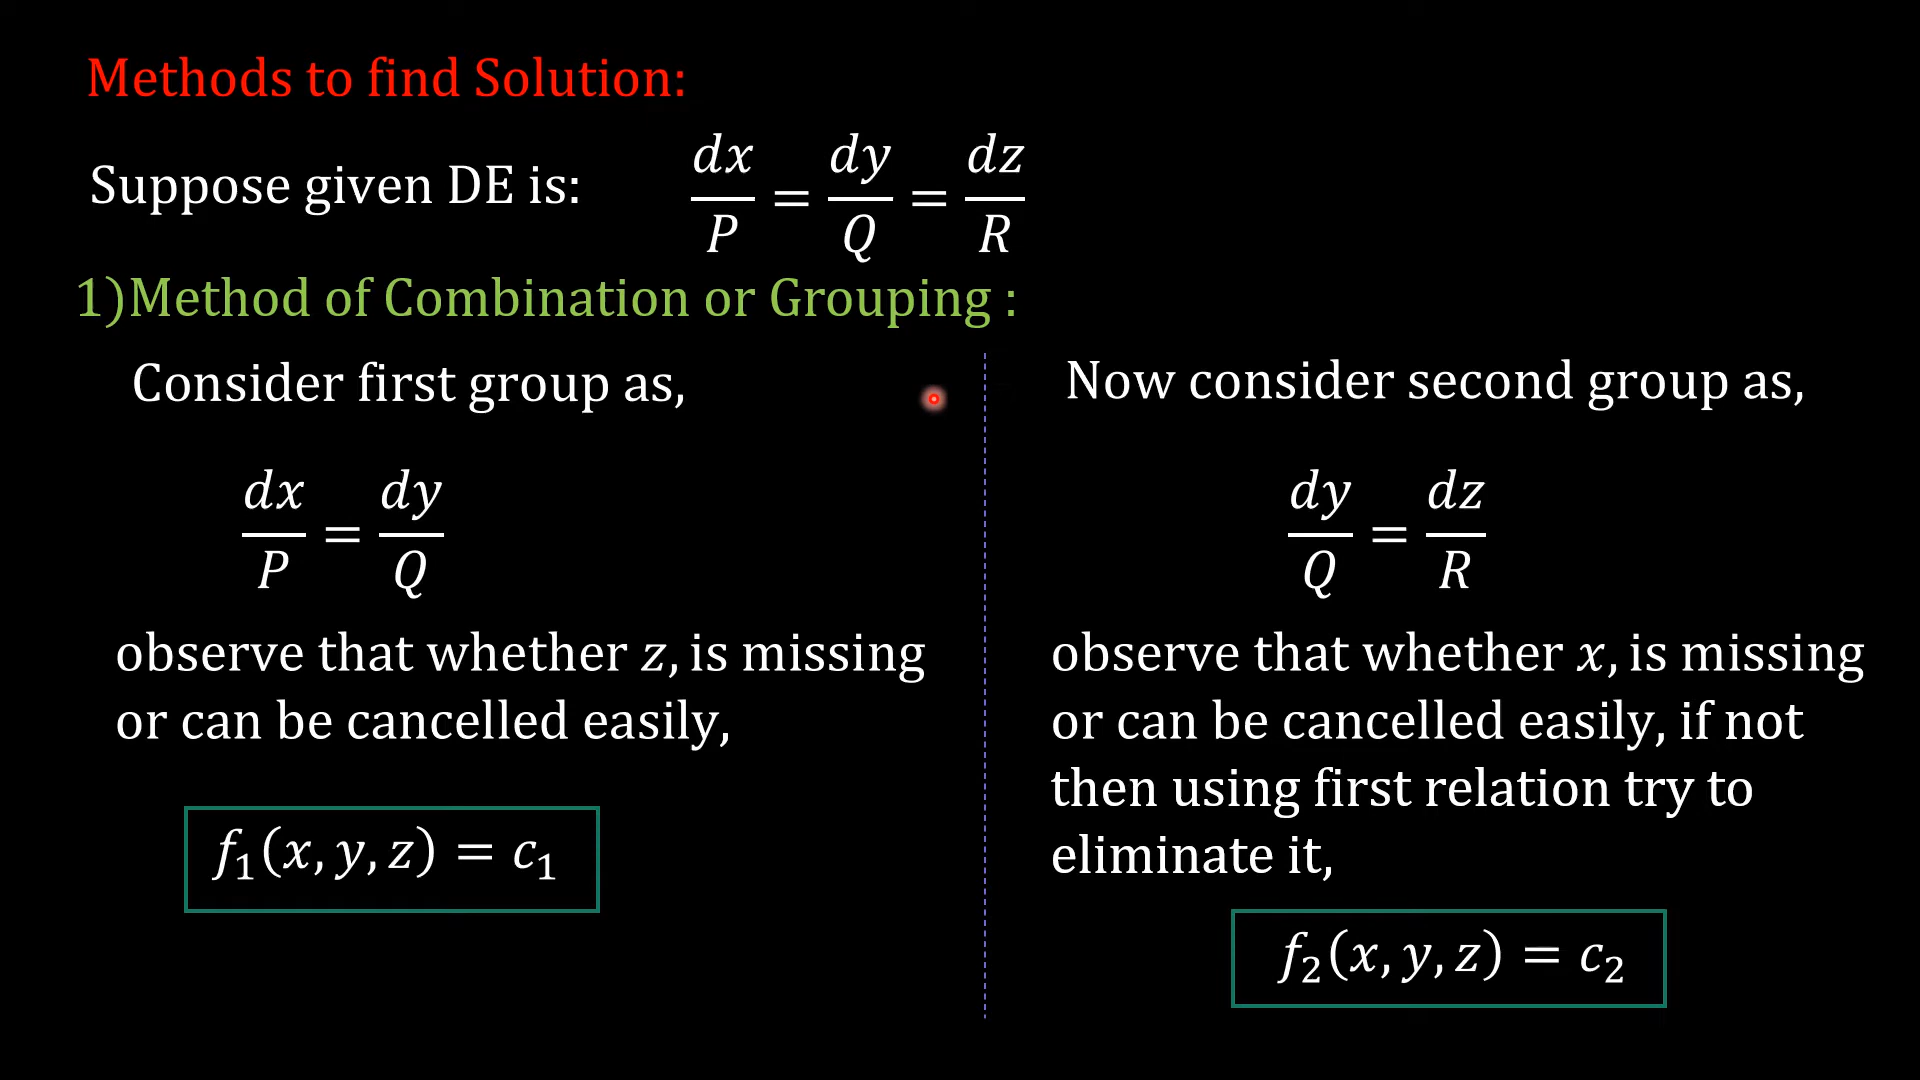 Methods to find Solution:
Suppose given DE is: dx/P = dy/Q = dz/R
1)Method of Combination or Grouping :
Consider first group as,
dx/P = dy/Q
observe that whether z, is missing
or can be cancelled easily,
f₁(x, y, z) = c₁
Now consider second group as,
dy/Q = dz/R
observe that whether x, is missing
or can be cancelled easily, if not
then using first relation try to
eliminate it,
f₂(x, y, z) = c₂